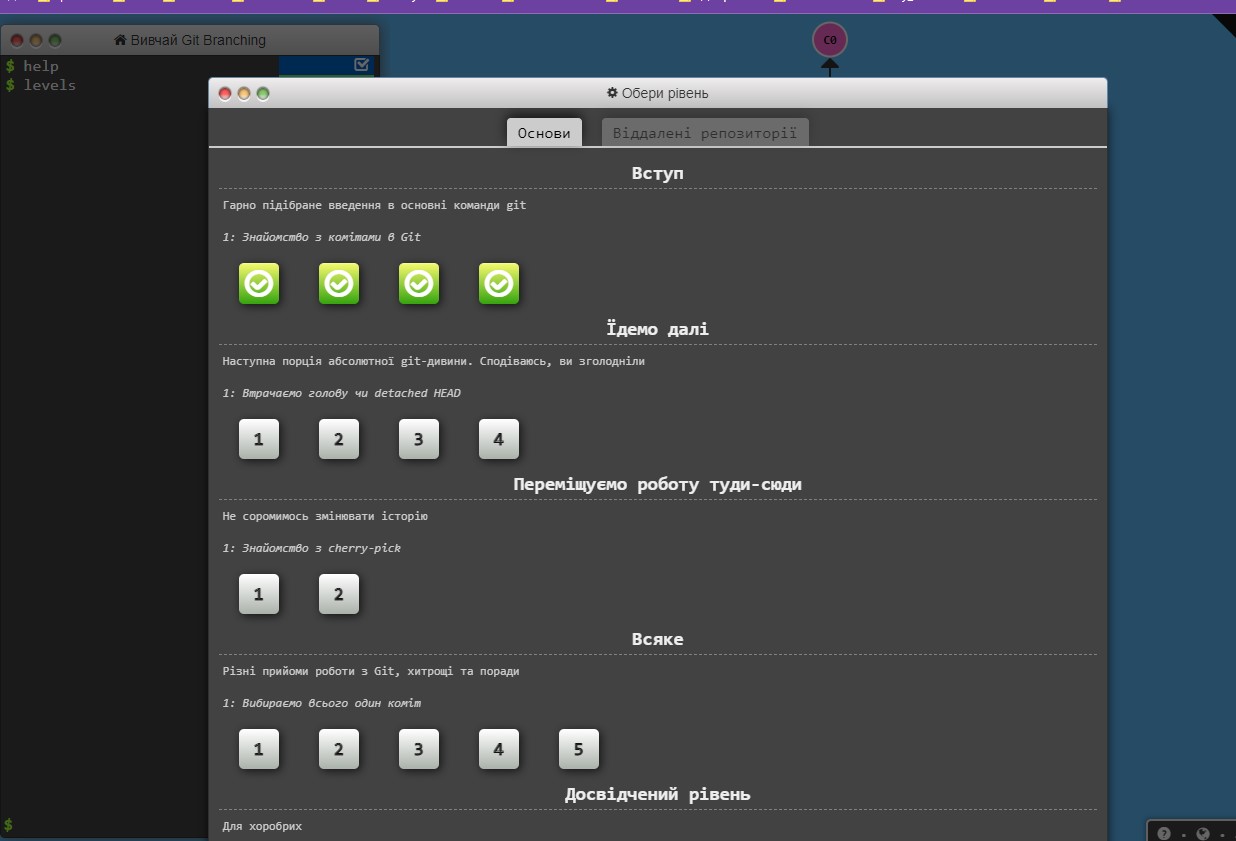 Вивчай Git Branching
C0
$ help
$ levels
Обери рівень
Основи
Віддалені репозиторії
Вступ
Гарно підібране введення в основні команди git
1: Знайомство з комітами в Git
Їдемо далі
Наступна порція абсолютної git-дивини. Сподіваюсь, ви зголодніли
1: Втрачаємо голову чи detached HEAD
1 2 3 4
Переміщуємо роботу туди-сюди
Не соромимось змінювати історію
1: Знайомство з cherry-pick
1 2
Всяке
Різні прийоми роботи з Git, хитрощі та поради
1: Вибираємо всього один коміт
1 2 3 4 5
Досвідчений рівень
Для хоробрих
$